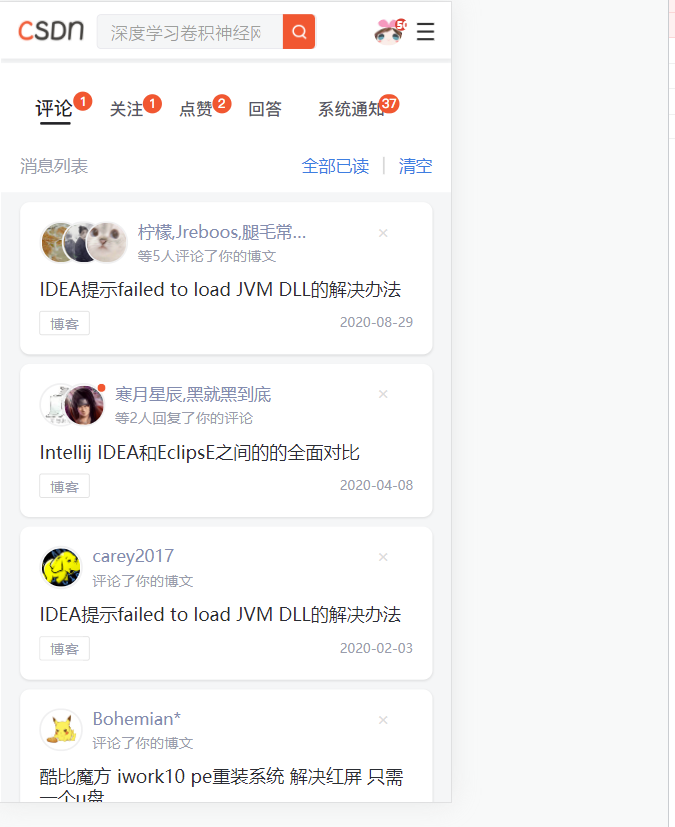 CSDN 深度学习卷积神经网 50
评论 1 关注 1 点赞 2 回答 系统通知 37
消息列表 全部已读 | 清空
柠檬,Jreboos,腿毛常...
等5人评论了你的博文
IDEA提示failed to load JVM DLL的解决办法
博客 2020-08-29
寒月星辰,黑就黑到底
等2人回复了你的评论
Intellij IDEA和EclipsE之间的的全面对比
博客 2020-04-08
carey2017
评论了你的博文
IDEA提示failed to load JVM DLL的解决办法
博客 2020-02-03
Bohemian*
评论了你的博文
酷比魔方 iwork10 pe重装系统 解决红屏 只需
一个u盘